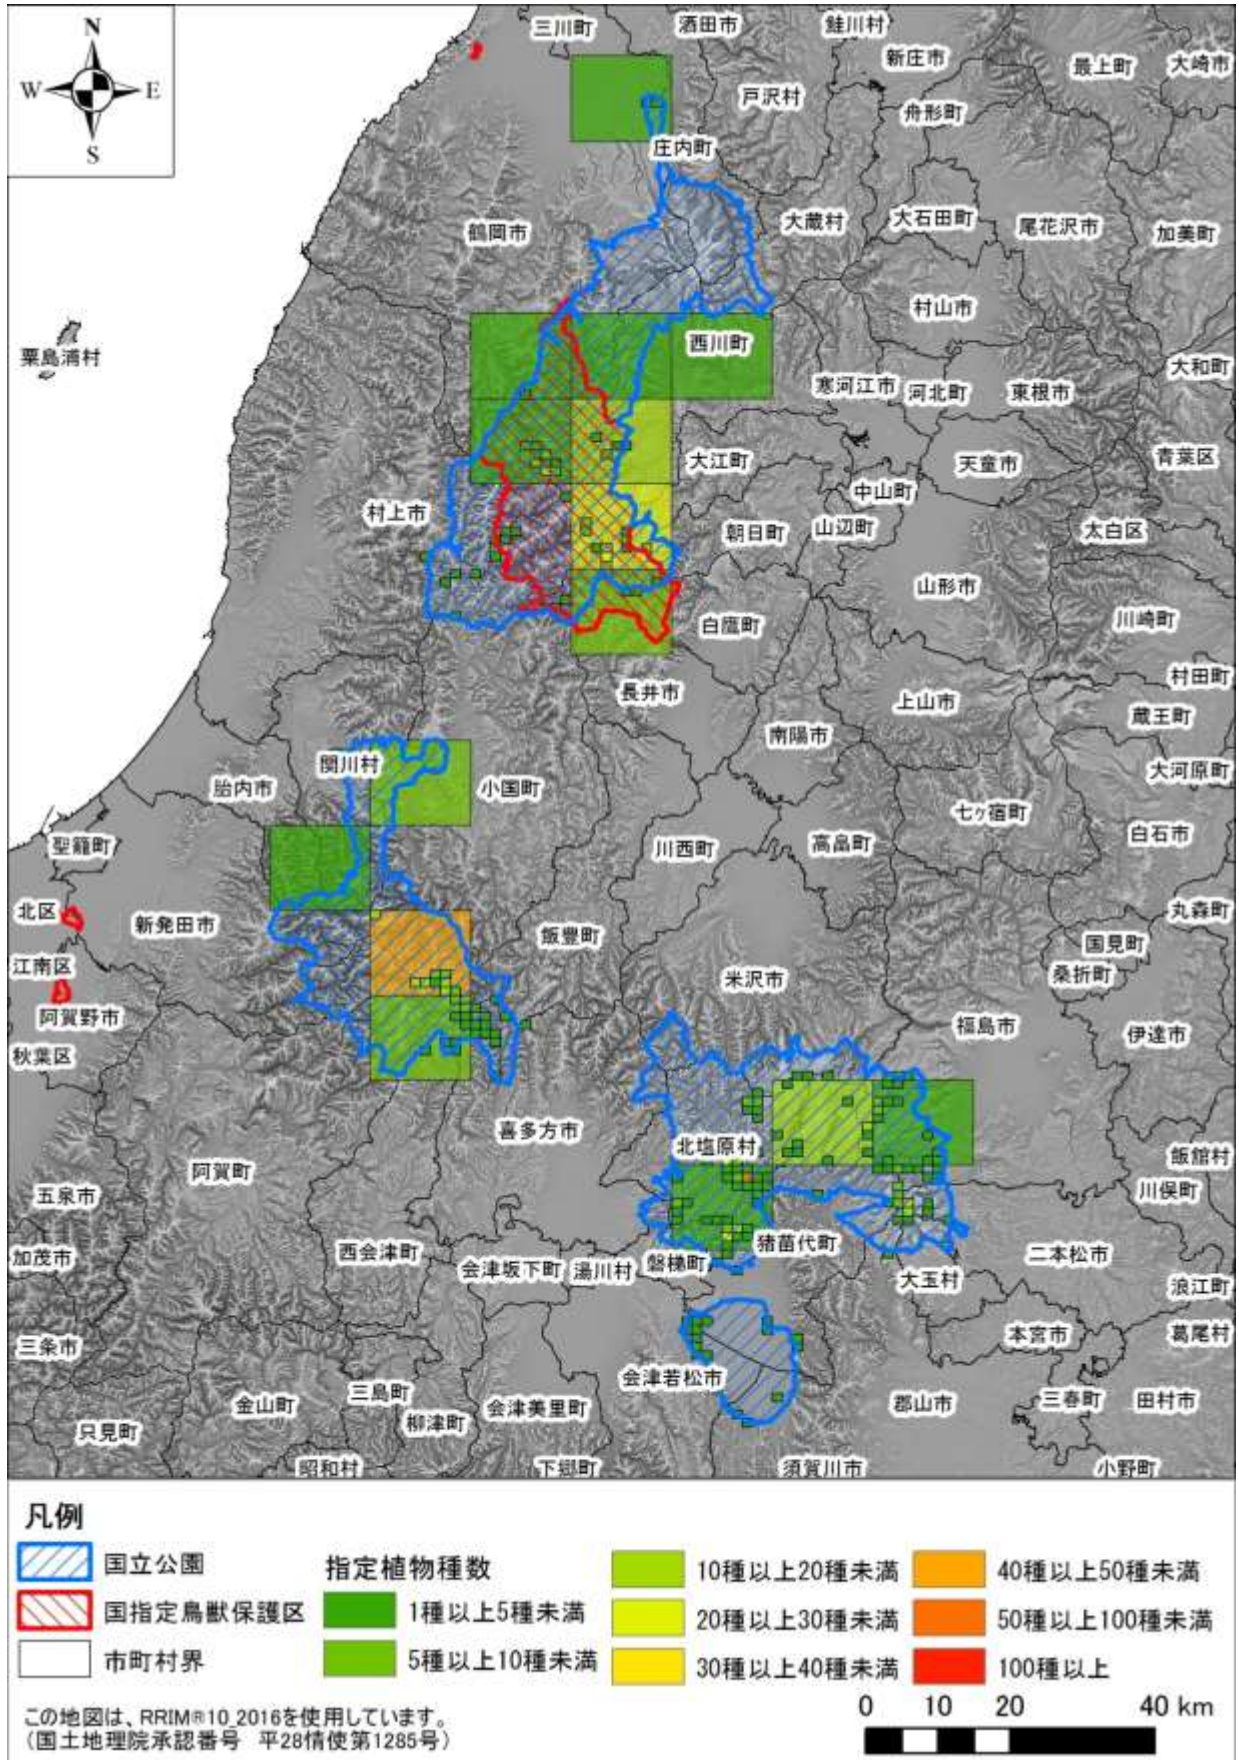 N
W
E
S
三川町
酒田市
鮭川村
新庄市
最上町
大崎市
戸沢村
舟形町
庄内町
大蔵村
大石田町
尾花沢市
加美町
鶴岡市
村山市
粟島浦村
西川町
寒河江市
河北町
東根市
大和町
大江町
天童市
青葉区
中山町
村上市
朝日町
山辺町
太白区
山形市
白鷹町
川崎町
長井市
上山市
村田町
蔵王町
南陽市
関川村
胎内市
小国町
大河原町
七ヶ宿町
聖籠町
川西町
高畠町
白石市
北区
新発田市
飯豊町
丸森町
国見町
江南区
米沢市
桑折町
阿賀野市
福島市
伊達市
秋葉区
喜多方市
北塩原村
飯舘村
阿賀町
川俣町
五泉市
加茂市
西会津町
会津坂下町
湯川村
磐梯町
猪苗代町
大玉村
二本松市
浪江町
三条市
本宮市
葛尾村
会津若松市
三島町
金山町
柳津町
会津美里町
郡山市
三春町
田村市
只見町
昭和村
下郷町
須賀川市
小野町
凡例
国立公園
国指定鳥獣保護区
市町村界
指定植物種数
1種以上5種未満
5種以上10種未満
10種以上20種未満
20種以上30種未満
30種以上40種未満
40種以上50種未満
50種以上100種未満
100種以上
この地図は、RRIM®10_2016を使用しています。
（国土地理院承認番号　平28情使第1285号）
0 10 20 40 km